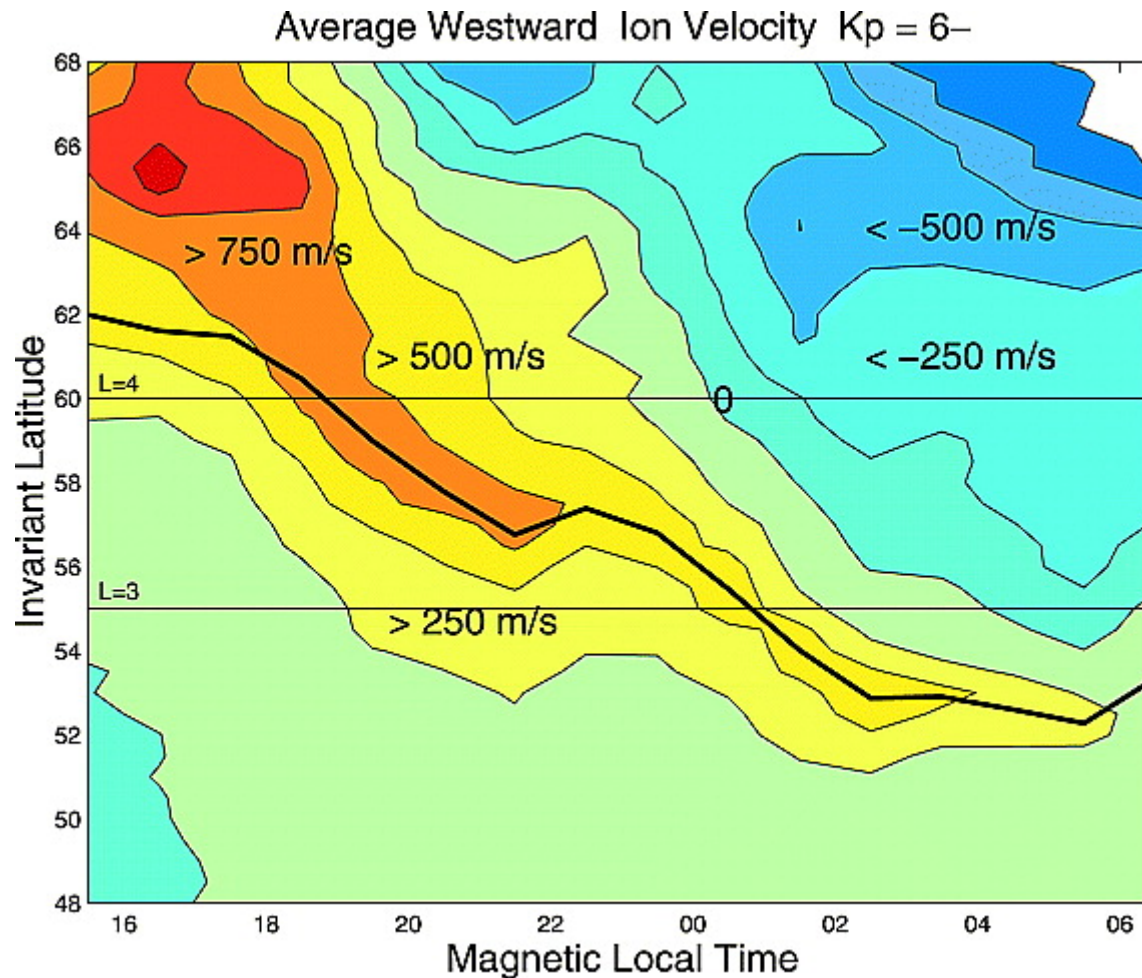 Average Westward Ion Velocity Kp = 6−
68
66
64
62
60
58
56
54
52
50
48
Invariant Latitude
> 750 m/s
< −500 m/s
> 500 m/s
< −250 m/s
L=4
0
L=3
> 250 m/s
16 18 20 22 00 02 04 06
Magnetic Local Time